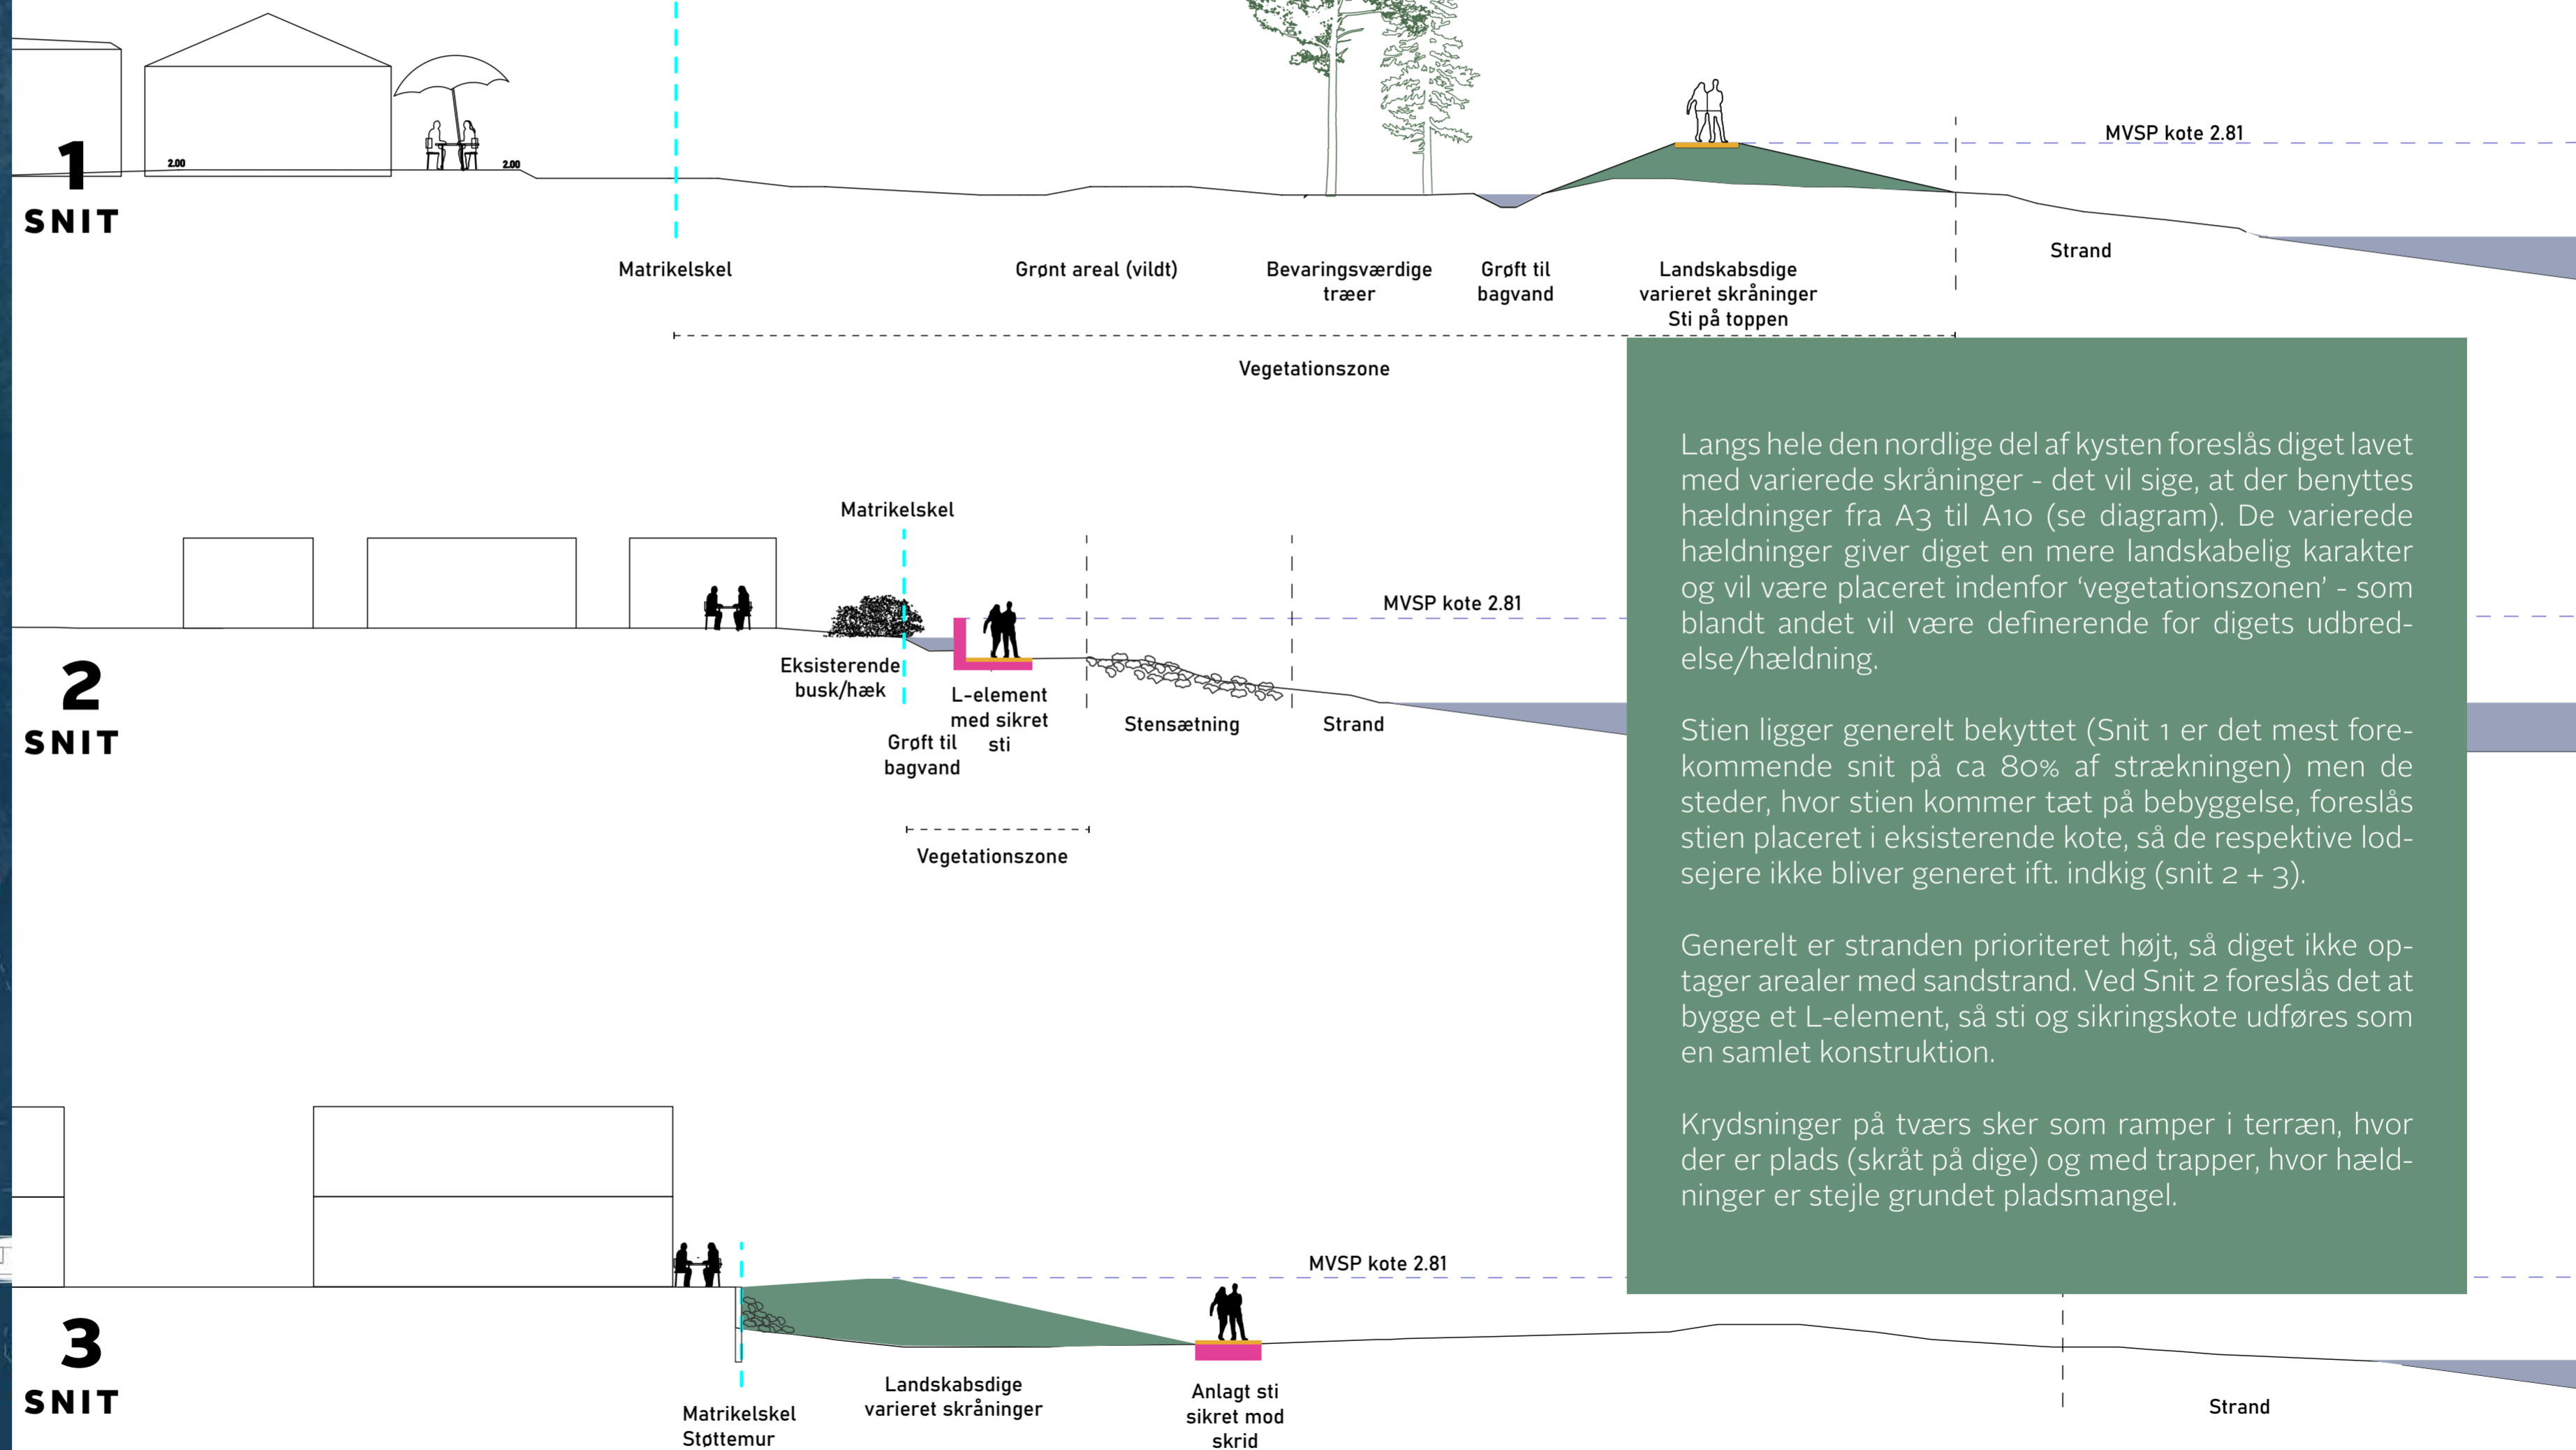 1
SNIT
2.00
2.00
MVSP kote 2.81
Matrikelskel
Grønt areal (vildt)
Bevaringsværdige
træer
Grøft til
bagvand
Landskabsdige
varieret skråninger
Sti på toppen
Strand
Vegetationszone
2
SNIT
Matrikelskel
MVSP kote 2.81
Eksisterende
busk/hæk
L-element
med sikret
sti
Grøft til
bagvand
Stensætning
Strand
Vegetationszone
3
SNIT
MVSP kote 2.81
Matrikelskel
Støttemur
Landskabsdige
varieret skråninger
Anlagt sti
sikret mod
skrid
Strand
Langs hele den nordlige del af kysten foreslås diget lavet
med varierede skråninger - det vil sige, at der benyttes
hældninger fra A3 til A10 (se diagram). De varierede
hældninger giver diget en mere landskabelig karakter
og vil være placeret indenfor ‘vegetationszonen’ - som
blandt andet vil være definerende for digets udbred-
else/hældning.
Stien ligger generelt bekyttet (Snit 1 er det mest fore-
kommende snit på ca 80% af strækningen) men de
steder, hvor stien kommer tæt på bebyggelse, foreslås
stien placeret i eksisterende kote, så de respektive lod-
sejere ikke bliver generet ift. indkig (snit 2 + 3).
Generelt er stranden prioriteret højt, så diget ikke op-
tager arealer med sandstrand. Ved Snit 2 foreslås det at
bygge et L-element, så sti og sikringskote udføres som
en samlet konstruktion.
Krydsninger på tværs sker som ramper i terræn, hvor
der er plads (skråt på dige) og med trapper, hvor hæld-
ninger er stejle grundet pladsmangel.